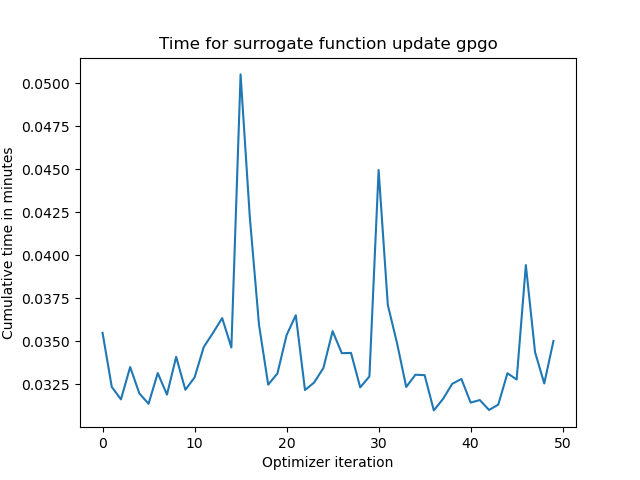 Time for surrogate function update gpgo
Cumulative time in minutes
0.0500
0.0475
0.0450
0.0425
0.0400
0.0375
0.0350
0.0325
0 10 20 30 40 50
Optimizer iteration